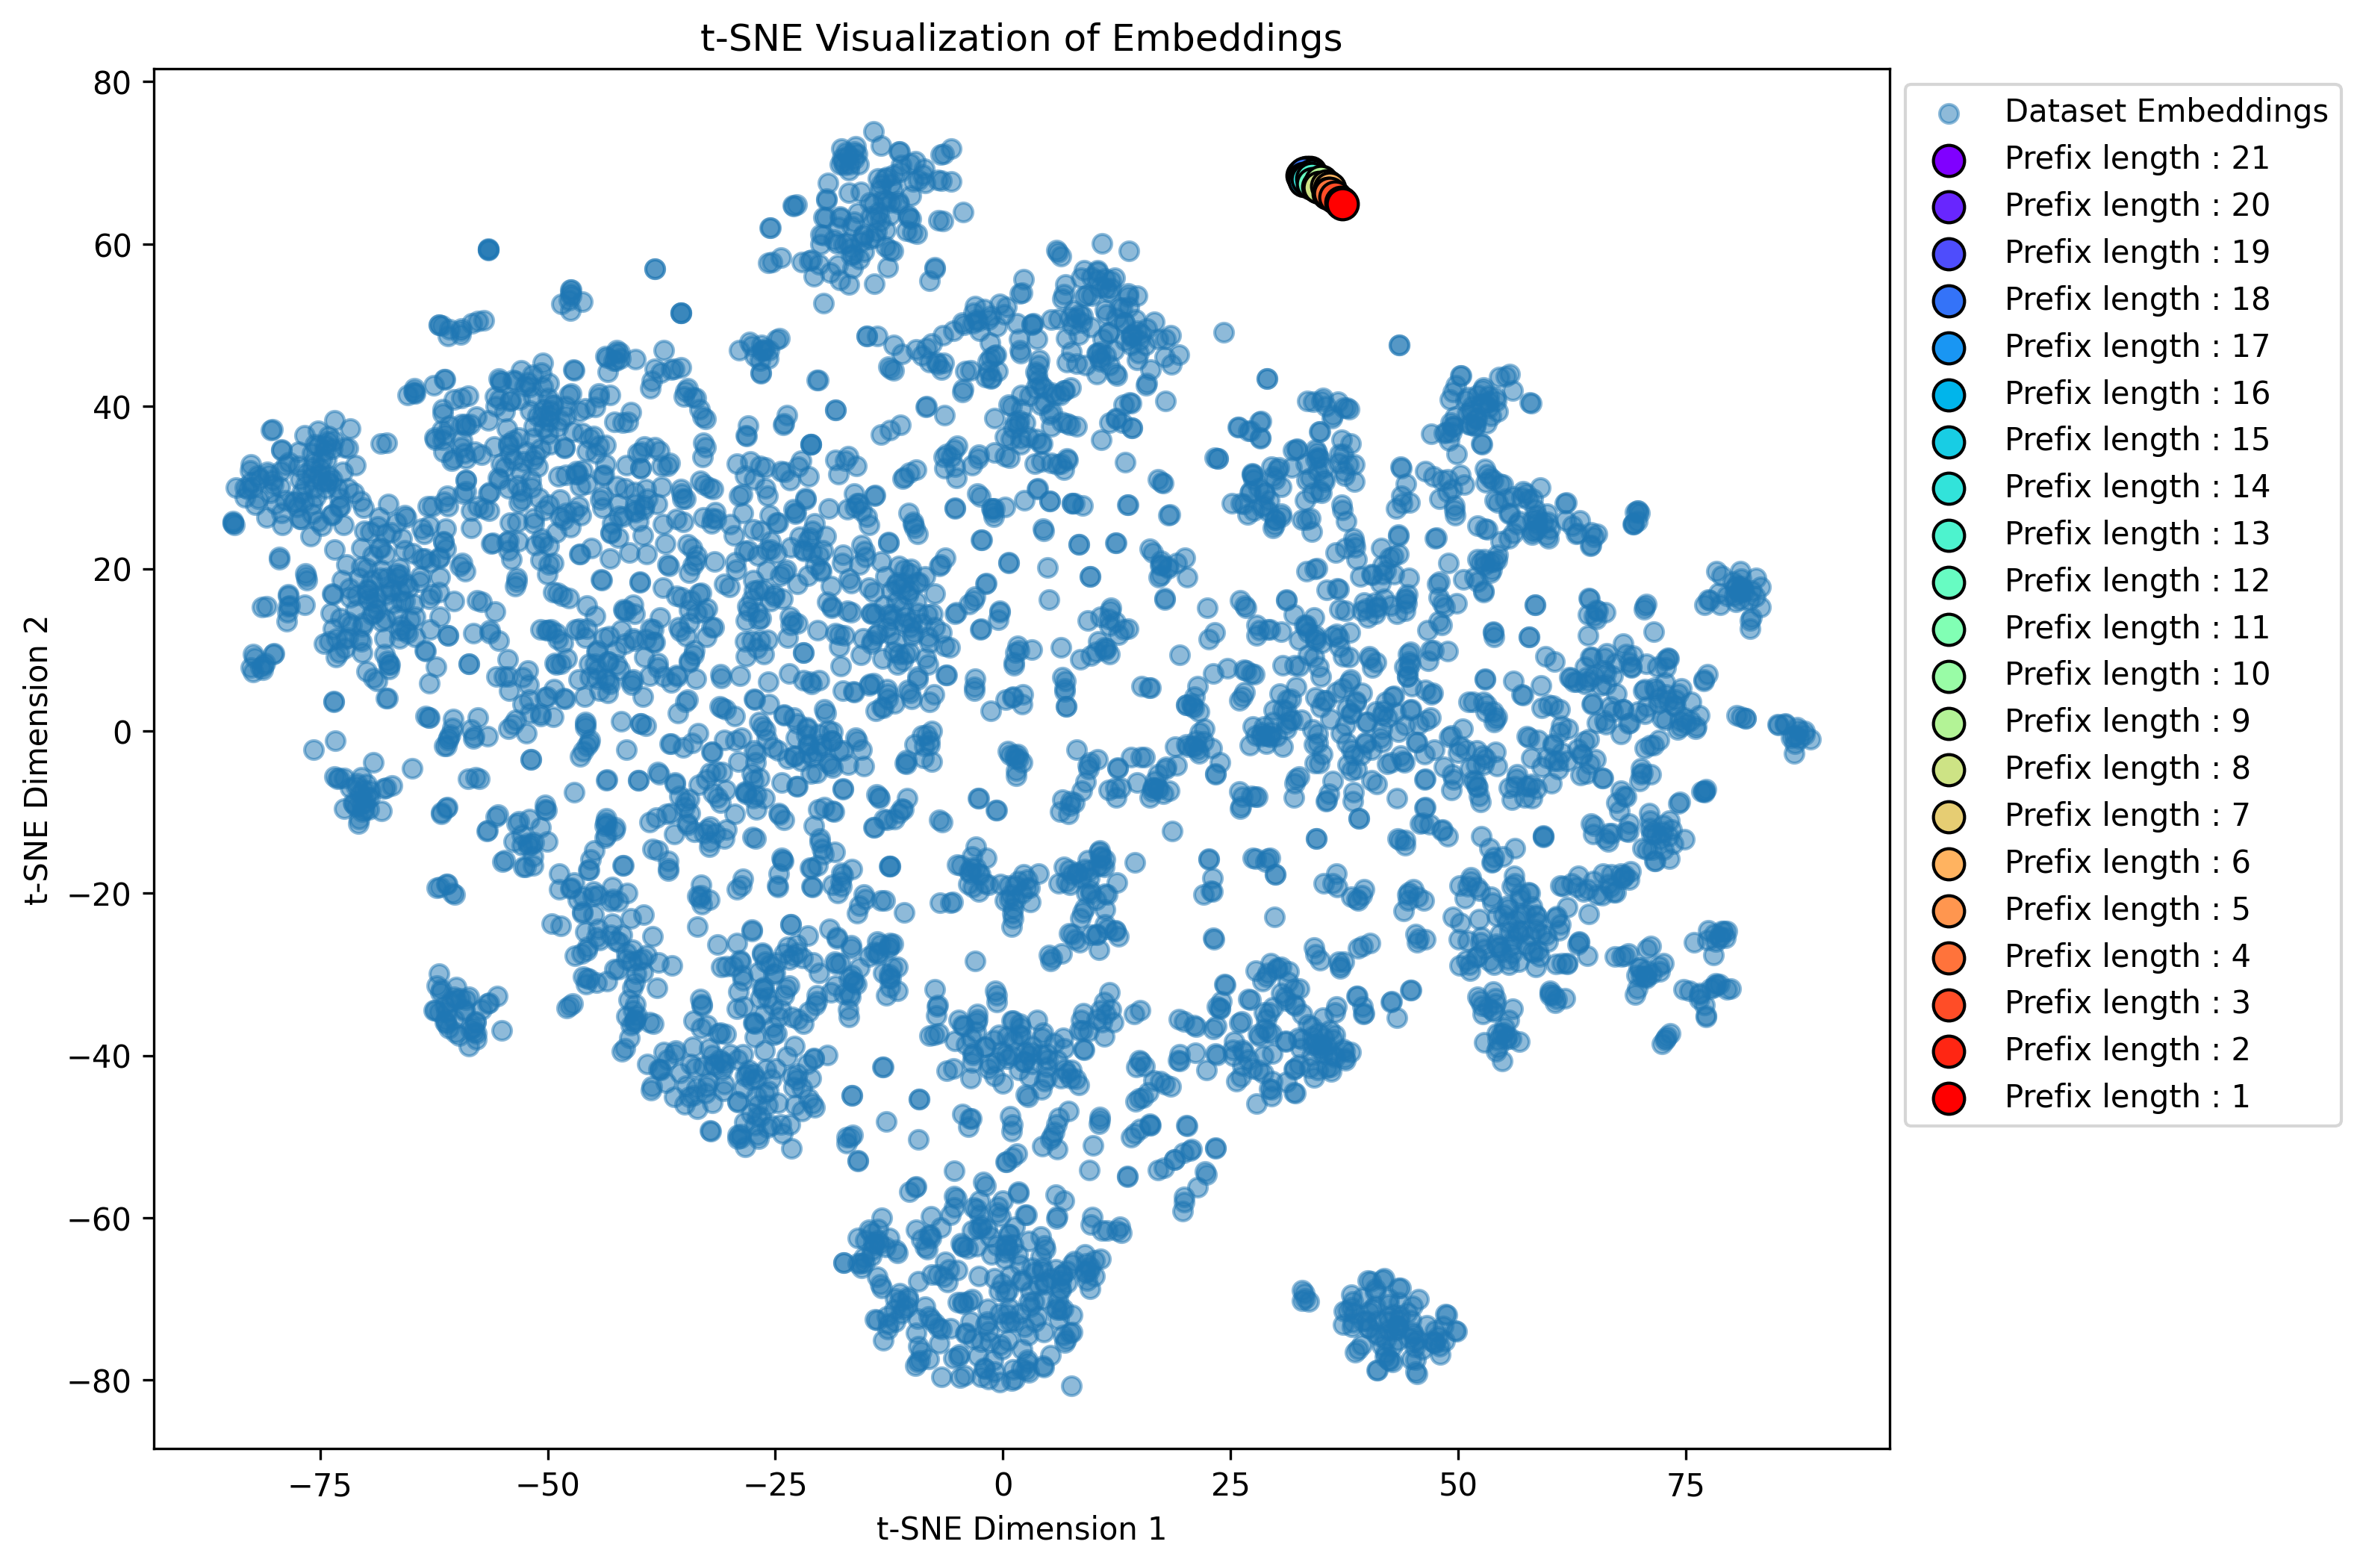 t-SNE Visualization of Embeddings
80
60
40
20
0
−20
−40
−60
−80
t-SNE Dimension 2
−75
−50
−25
0
25
50
75
t-SNE Dimension 1
Dataset Embeddings
Prefix length : 21
Prefix length : 20
Prefix length : 19
Prefix length : 18
Prefix length : 17
Prefix length : 16
Prefix length : 15
Prefix length : 14
Prefix length : 13
Prefix length : 12
Prefix length : 11
Prefix length : 10
Prefix length : 9
Prefix length : 8
Prefix length : 7
Prefix length : 6
Prefix length : 5
Prefix length : 4
Prefix length : 3
Prefix length : 2
Prefix length : 1